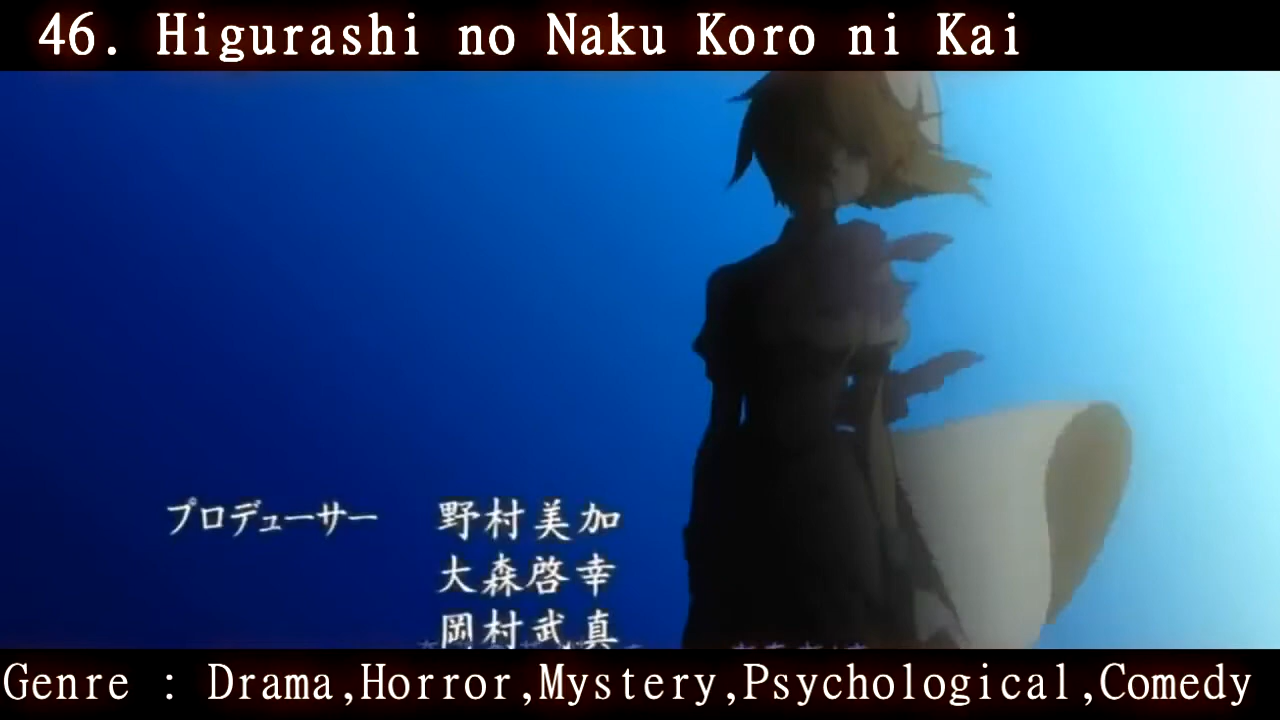 46. Higurashi no Naku Koro ni Kai
プロデューサー 野村美加
大森啓幸
岡村武真
Genre : Drama,Horror,Mystery,Psychological,Comedy